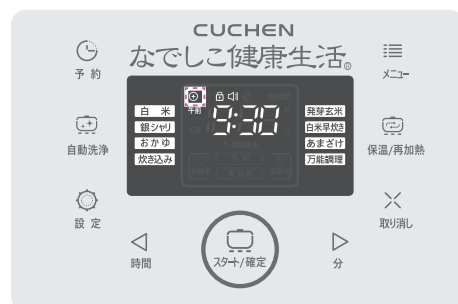 CUCHEN
なでしこ健康生活®
予約
メニュー
午前
9:30
白米
銀シャリ
おかゆ
炊き込み
発芽玄米
白米早炊き
あまざけ
万能調理
自動洗浄
保温/再加熱
設定
取り消し
時間
スタート/確定
分